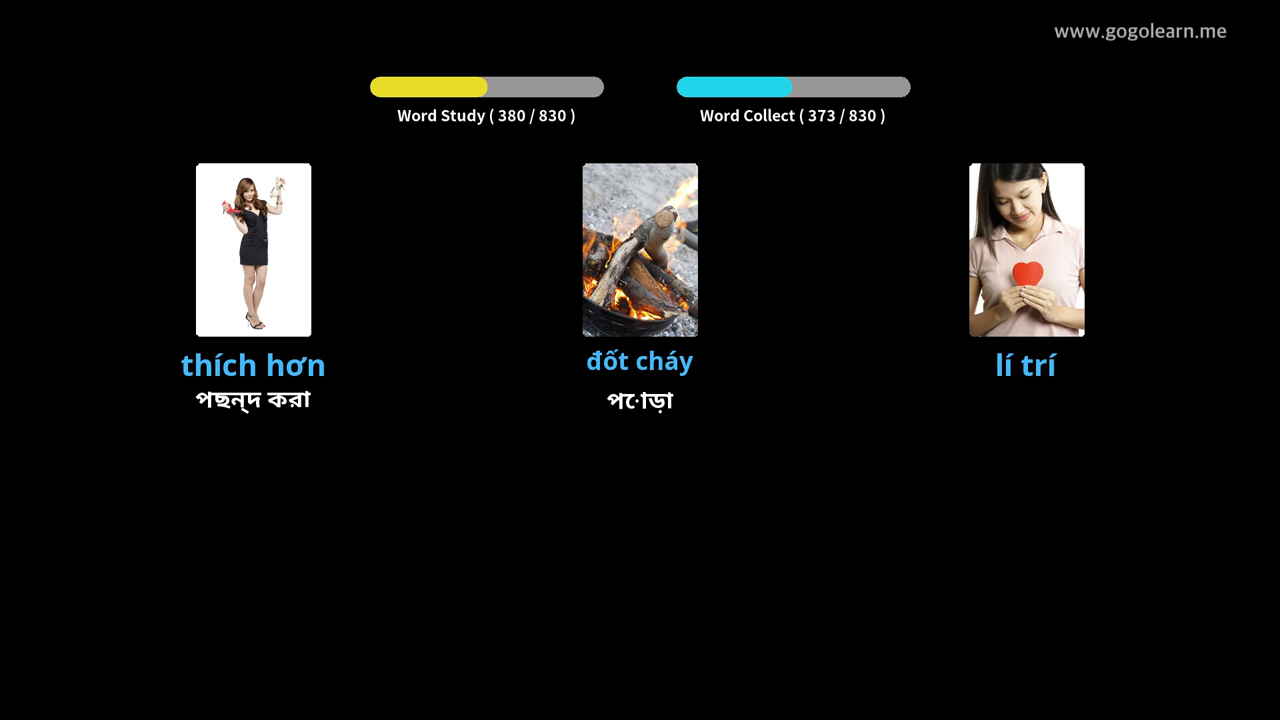 www.gogolearn.me
Word Study ( 380 / 830 )
Word Collect ( 373 / 830 )
thích hơn
đốt cháy
lí trí
পছন্দ করা
পোড়া